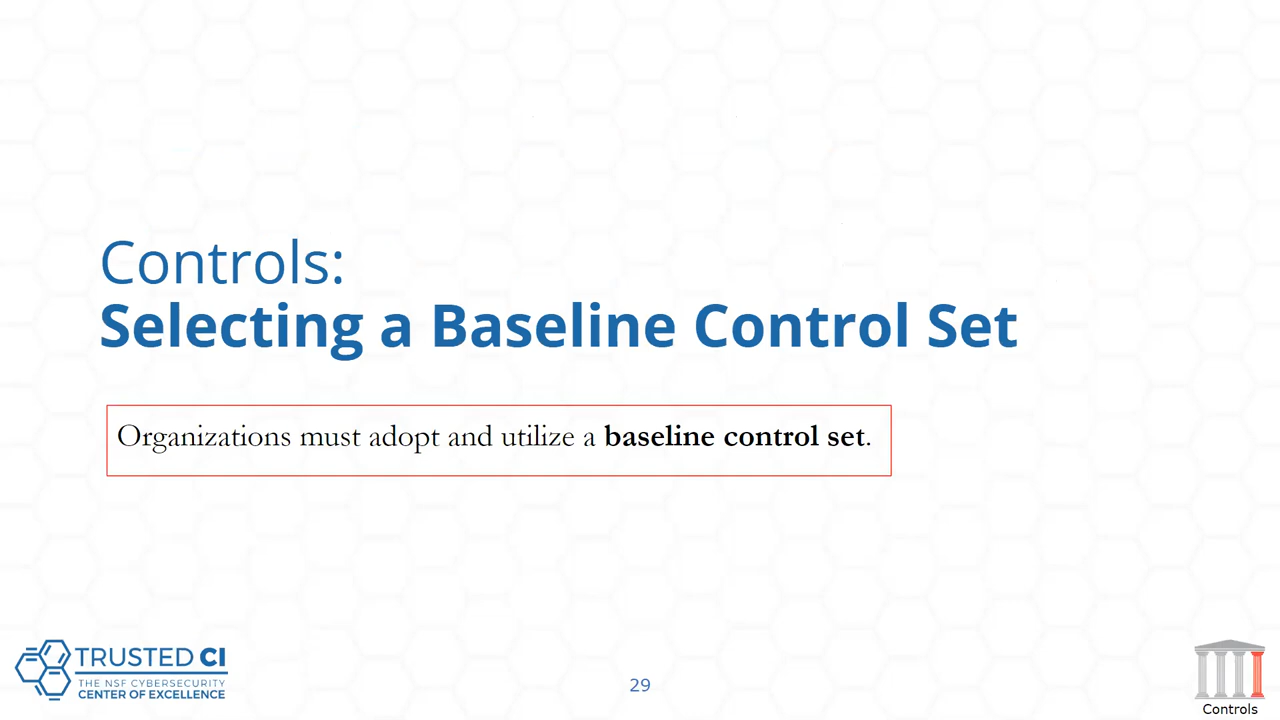 Controls:
Selecting a Baseline Control Set
Organizations must adopt and utilize a baseline control set.
TRUSTED CI
THE NSF CYBERSECURITY
CENTER OF EXCELLENCE
29
Controls